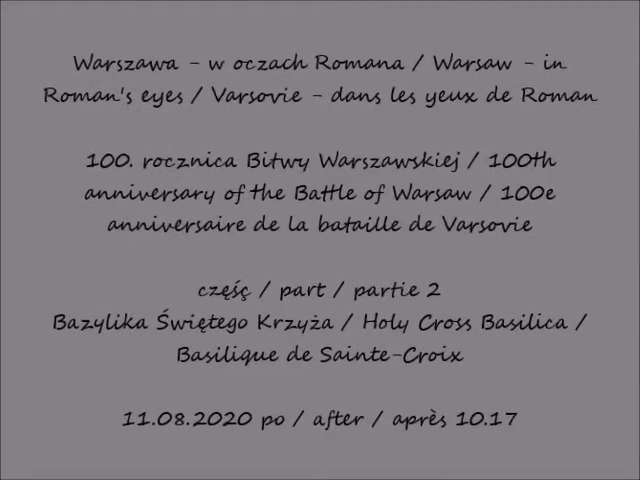 Warszawa - w oczach Romana / Warsaw - in
Roman's eyes / Varsovie - dans les yeux de Roman
100. rocznica Bitwy Warszawskiej / 100th
anniversary of the Battle of Warsaw / 100e
anniversaire de la bataille de Varsovie
częśç / part / partie 2
Bazylika Świętego Krzyża / Holy Cross Basilica /
Basilique de Sainte-Croix
11.08.2020 po / after / après 10.17